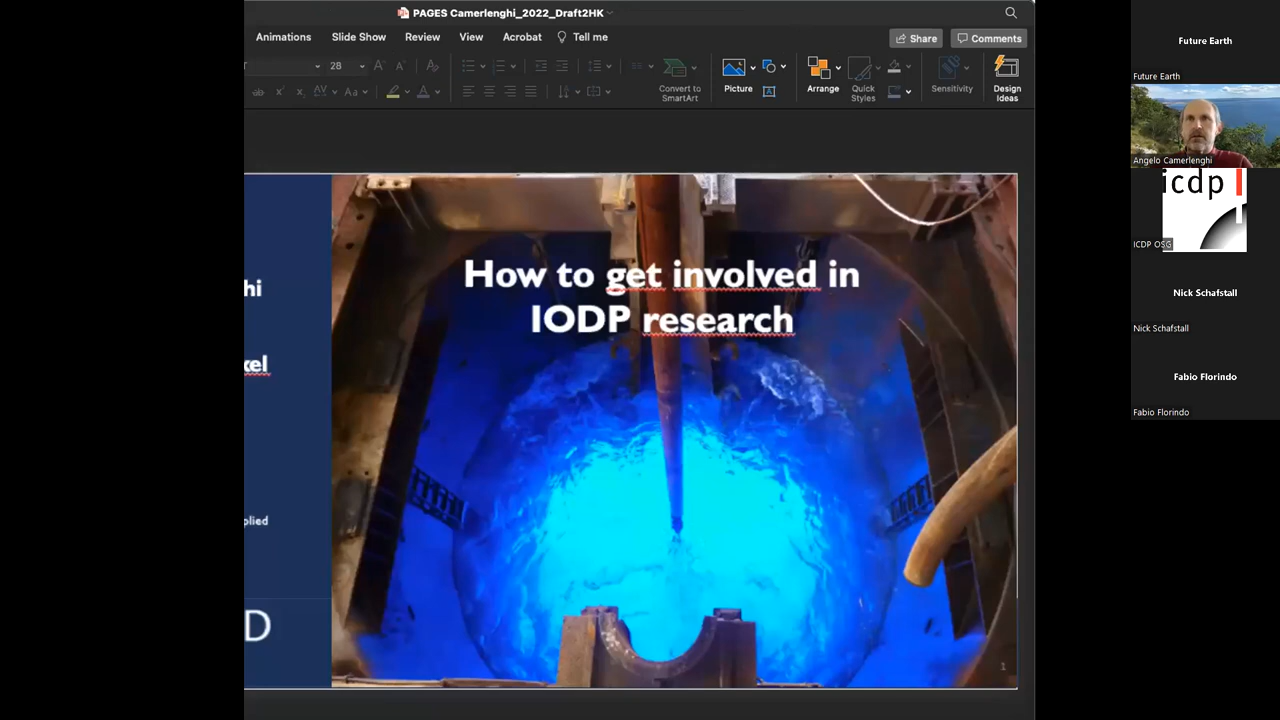 PAGES Camerlenghi_2022_Draft2HK
Animations
Slide Show
Review
View
Acrobat
Tell me
Share
Comments
28
Aa
Convert to
SmartArt
Picture
Arrange
Quick
Styles
Sensitivity
Design
Ideas
hi
kel
plied
D
How to get involved in
IODP research
1
Future Earth
Future Earth
Angelo Camerlenghi
icdp
ICDP OSG
Nick Schafstall
Nick Schafstall
Fabio Florindo
Fabio Florindo